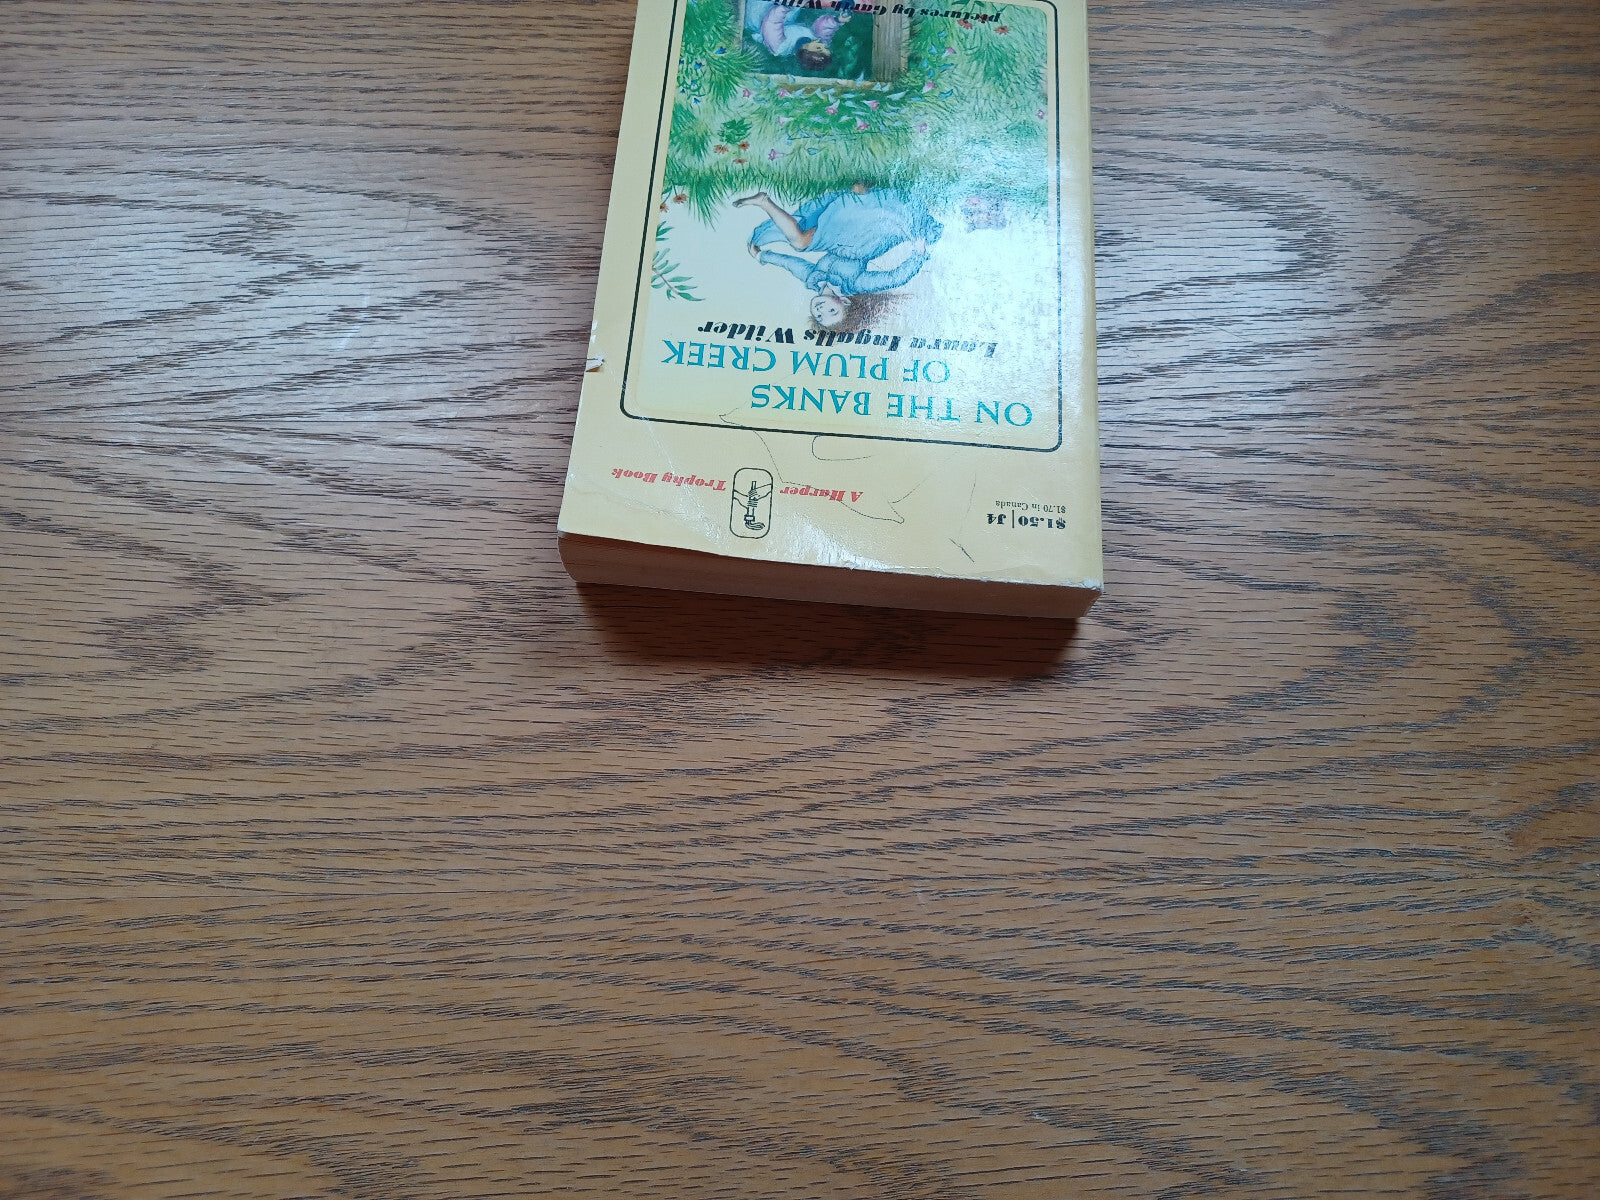 $1.50 | J4
$1.70 in Canada
A Harper
Trophy Book
ON THE BANKS
OF PLUM CREEK
Laura Ingalls Wilder
pictures by Garth